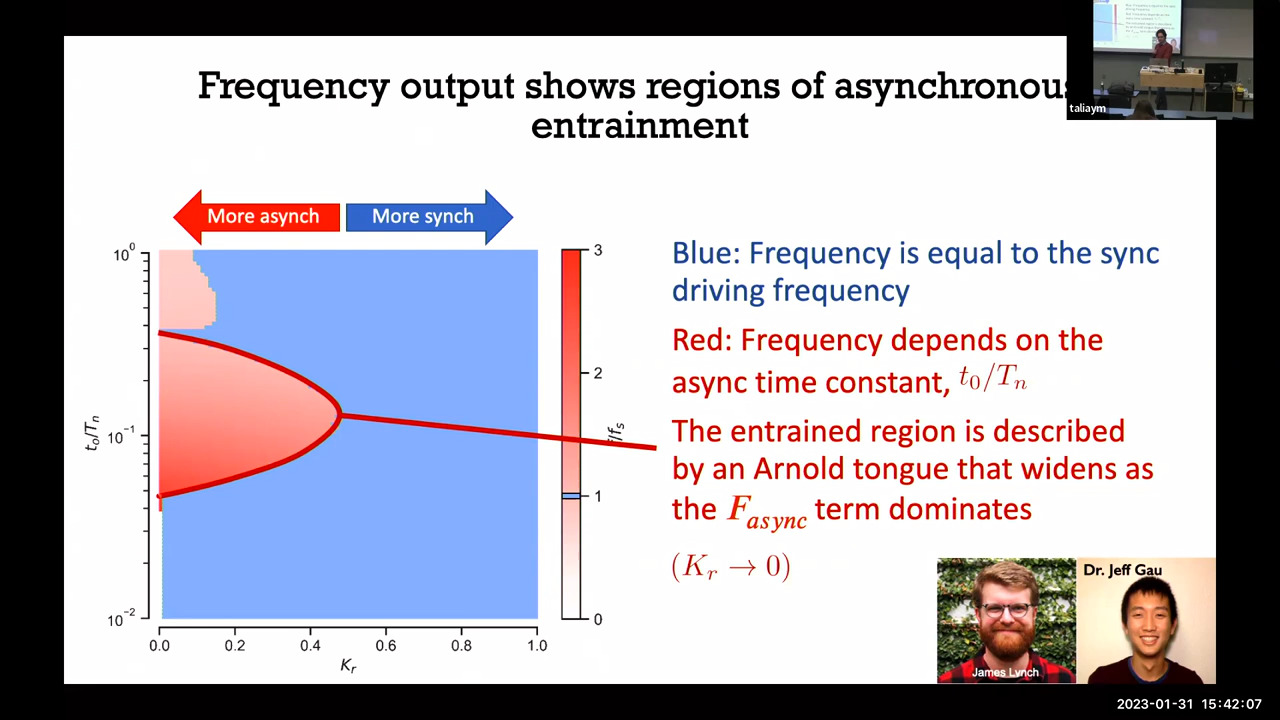 Frequency output shows regions of asynchronous
entrainment
taliaym
More asynch
More synch
Blue: Frequency is equal to the sync
driving frequency
Red: Frequency depends on the
async time constant, t₀/Tₙ
The entrained region is described
by an Arnold tongue that widens as
the F_async term dominates
(Kᵣ → 0)
10⁰
10⁻¹
10⁻²
t₀/Tₙ
0.0 0.2 0.4 0.6 0.8 1.0
Kᵣ
3
2
1
0
/fₛ
James Lynch
Dr. Jeff Gau
2023-01-31 15:42:07